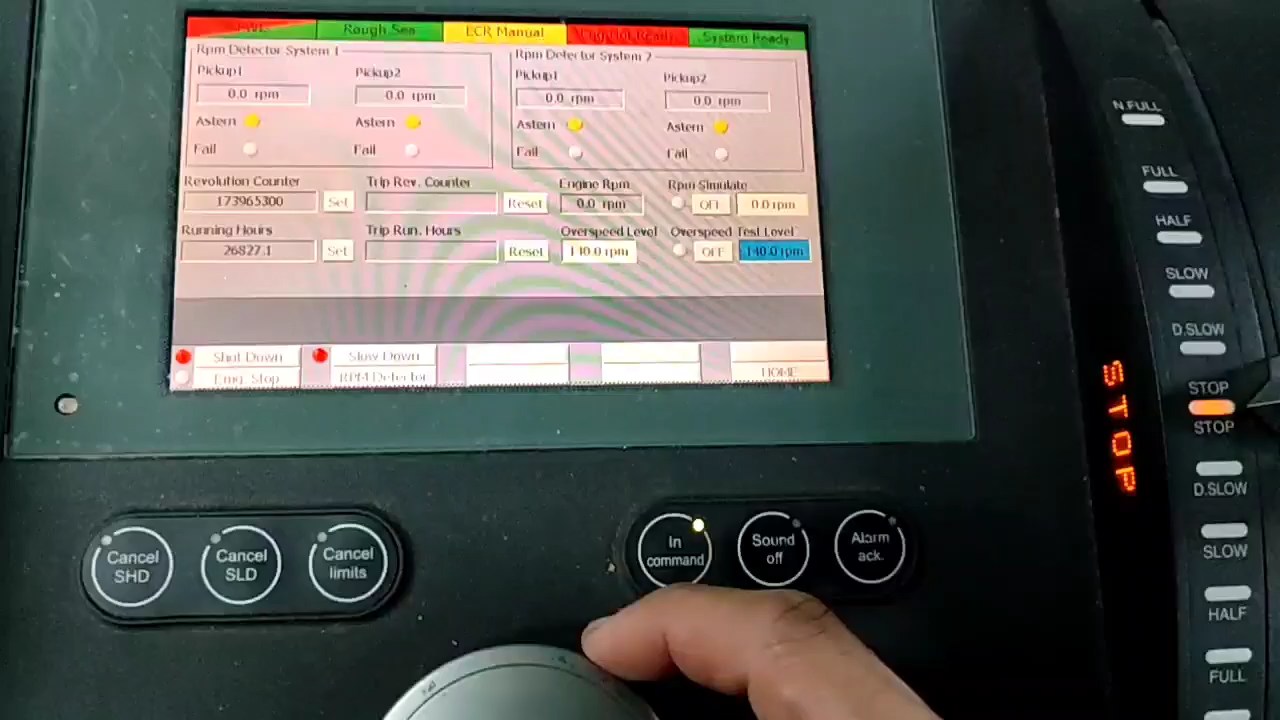 Rough Sea
ECR Manual
System Ready
Rpm Detector System 1
Rpm Detector System 2
Pickup1
Pickup2
Pickup1
Pickup2
0.0 rpm
0.0 rpm
0.0 rpm
0.0 rpm
Astern
Astern
Astern
Astern
Fail
Fail
Fail
Fail
Revolution Counter
Trip Rev. Counter
Engine Rpm
Rpm Simulate
173965300
Set
Reset
0.0 rpm
OFF
0.0 rpm
Running Hours
Trip Run. Hours
Overspeed Level
Overspeed Test Level
26827.1
Set
Reset
140.0 rpm
OFF
140.0 rpm
Shut Down
Slow Down
Emg. Stop
RPM Detector
HOME
Cancel
SHD
Cancel
SLD
Cancel
limits
In
command
Sound
off
Alarm
ack.
STOP
N.FULL
FULL
HALF
SLOW
D.SLOW
STOP
STOP
D.SLOW
SLOW
HALF
FULL